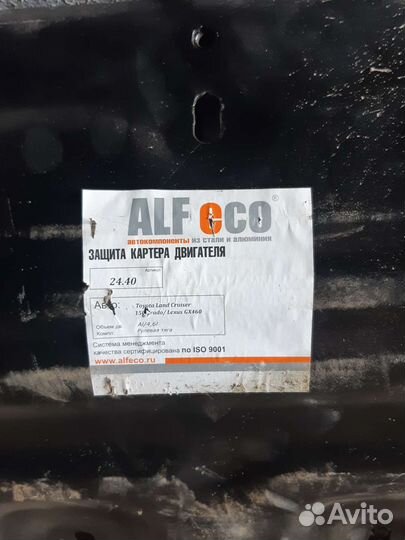 ALFeco
автокомпоненты из стали и алюминия
ЗАЩИТА КАРТЕРА ДВИГАТЕЛЯ
Артикул
24.40
Авто:
Toyota Land Cruiser
150 Prado/ Lexus GX460
Объем дв.
All/4,6l
Компл:
Рулевая тяга
Система менеджмента
качества сертифицирована по ISO 9001
www.alfeco.ru
Avito